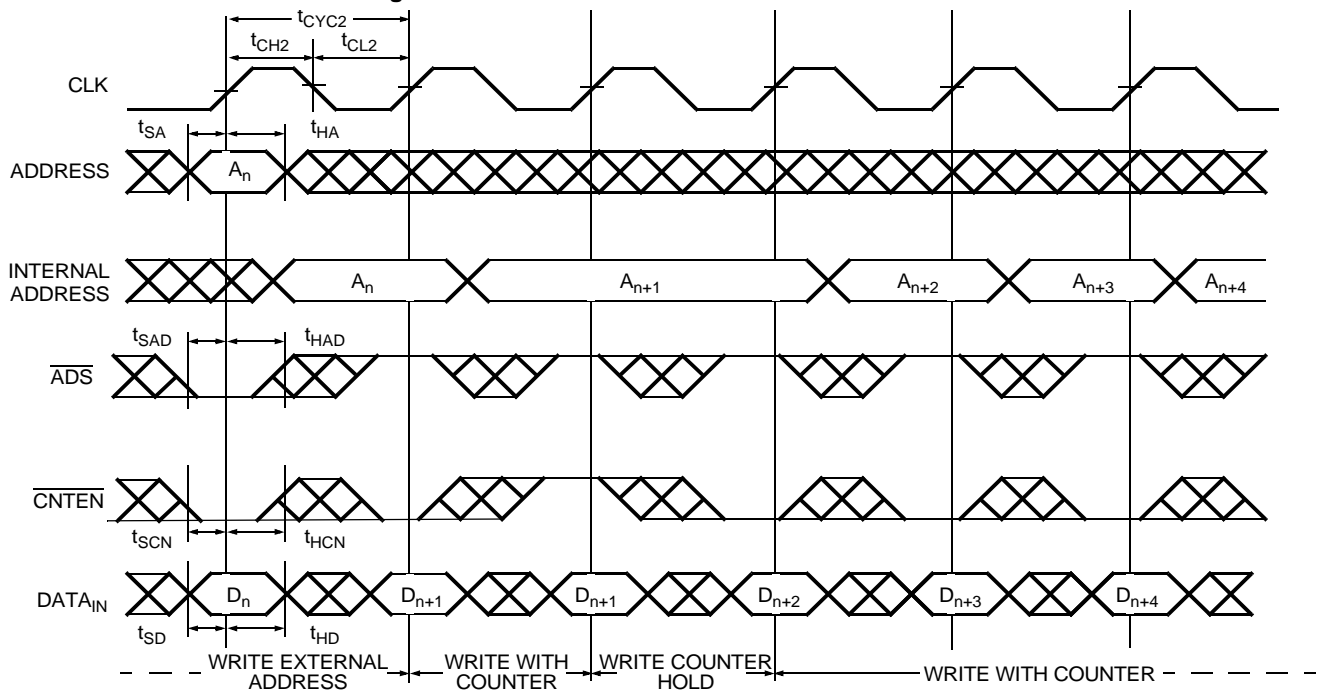 tCYC2
tCH2 tCL2
CLK
tSA tHA
ADDRESS An
INTERNAL
ADDRESS
An An+1 An+2 An+3 An+4
tSAD tHAD
ADS
CNTEN
tSCN tHCN
DATAIN Dn Dn+1 Dn+1 Dn+2 Dn+3 Dn+4
tSD tHD
WRITE EXTERNAL
ADDRESS
WRITE WITH
COUNTER
WRITE COUNTER
HOLD
WRITE WITH COUNTER